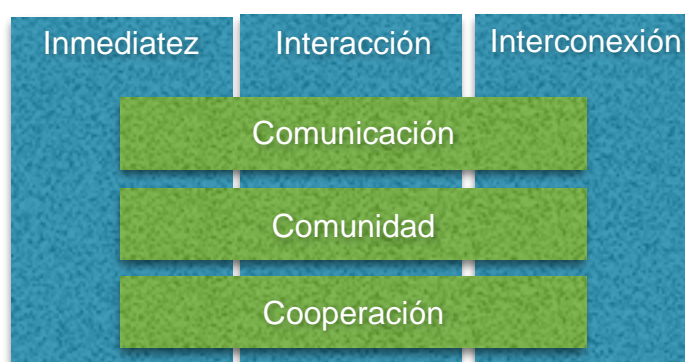 Inmediatez
Interacción
Interconexión
Comunicación
Comunidad
Cooperación